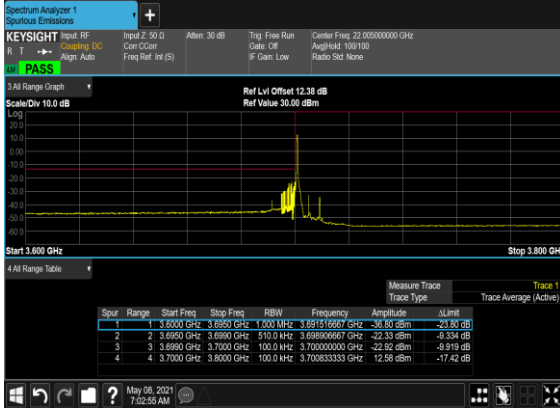 Spectrum Analyzer 1
Spurious Emissions
+
KEYSIGHT Input: RF Input Z: 50 Ω Atten: 30 dB Trig: Free Run Center Freq: 22.005000000 GHz
R T Coupling: DC Corr CCorr Gate: Off Avg|Hold: 100/100
Align: Auto Freq Ref: Int (S) IF Gain: Low Radio Std: None
PASS
3 All Range Graph
Ref Lvl Offset 12.38 dB
Scale/Div 10.0 dB Ref Value 30.00 dBm
Log
20.0
10.0
0.00
-10.0
-20.0
-30.0
-40.0
-50.0
-60.0
Start 3.600 GHz Stop 3.800 GH
4 All Range Table
Measure Trace Trace 1
Trace Type Trace Average (Active)
Spur Range Start Freq Stop Freq RBW Frequency Amplitude ΔLimit
1 1 3.6000 GHz 3.6950 GHz 1.000 MHz 3.691516667 GHz -36.80 dBm -23.80 dB
2 2 3.6950 GHz 3.6990 GHz 510.0 kHz 3.698906667 GHz -22.33 dBm -9.334 dB
3 3 3.6990 GHz 3.7000 GHz 100.0 kHz 3.700000000 GHz -22.92 dBm -9.919 dB
4 4 3.7000 GHz 3.8000 GHz 100.0 kHz 3.700833333 GHz 12.58 dBm -17.42 dB
? May 08, 2021
7:02:55 AM